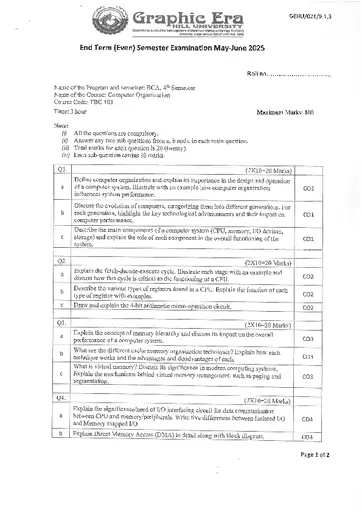 GEHU/02E/9.1.3
Graphic Era
HILL UNIVERSITY
End Term (Even) Semester Examination May-June 2025
Roll no.
Name of the Program and semester: BCA, 4th Semester
Name of the Course: Computer Organization
Course Code: TBC 403
Time: 3 hour Maximum Marks: 100
Note:
(i) All the questions are compulsory.
(ii) Answer any two sub questions from a, b and c in each main question.
(iii) Total marks for each question is 20 (twenty).
(iv) Each sub-question carries 10 marks.
Q1. (2X10=20 Marks)
a Define computer organization and explain its importance in the design and operation
of a computer system. Illustrate with an example how computer organization
influences system performance. CO1
b Discuss the evolution of computers, categorizing them into different generations. For
each generation, highlight the key technological advancements and their impact on
computer performance. CO1
c Describe the main components of a computer system (CPU, memory, I/O devices,
storage) and explain the role of each component in the overall functioning of the
system. CO1
Q2. (2X10=20 Marks)
a Explain the fetch-decode-execute cycle. Illustrate each stage with an example and
discuss how this cycle is critical to the functioning of a CPU. CO2
b Describe the various types of registers found in a CPU. Explain the function of each
type of register with examples. CO2
c Draw and explain the 4-bit arithmetic micro-operation circuit. CO2
Q3. (2X10=20 Marks)
a Explain the concept of memory hierarchy and discuss its impact on the overall
performance of a computer system. CO3
b What are the different cache memory organization techniques? Explain how each
technique works and the advantages and disadvantages of each. CO3
c What is virtual memory? Discuss its significance in modern computing systems.
Explain the mechanisms behind virtual memory management, such as paging and
segmentation. CO3
Q4. (2X10=20 Marks)
a Explain the significance/need of I/O interfacing circuit for data communication
between CPU and memory/peripherals. Write five differences between Isolated I/O
and Memory mapped I/O. CO4
b Explain Direct Memory Access (DMA) in detail along with block diagram. CO4
Page 1 of 2